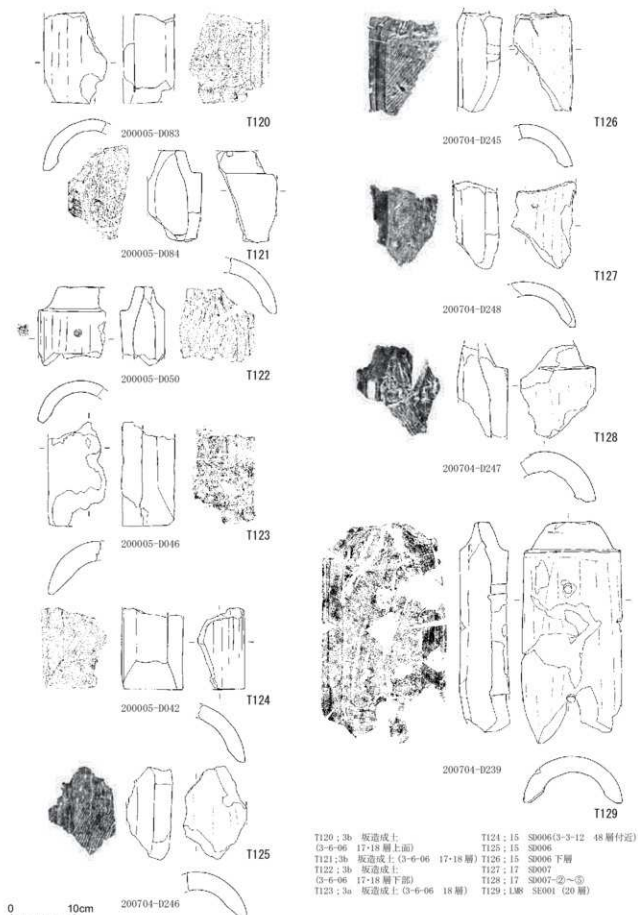 T120
200005-D083
T121
200005-D084
T122
200005-D050
T123
200005-D046
T124
200005-D042
T125
200704-D246
0 10cm
T126
200704-D245
T127
200704-D248
T128
200704-D247
T129
200704-D239
T120 ; 3b 坂造成土
(3-6-06 17・18層上面)
T121;3b 坂造成土 (3-6-06 17・18層)
T122 ; 3b 坂造成土
(3-6-06 17・18層下部)
T123 ; 3a 坂造成土 (3-6-06 18層)
T124 ; 15 SD006(3-3-12 48層付近)
T125 ; 15 SD006
T126 ; 15 SD006 下層
T127 ; 17 SD007
T128 ; 17 SD007-②～⑤
T129 ; LM8 SE001 (20層)